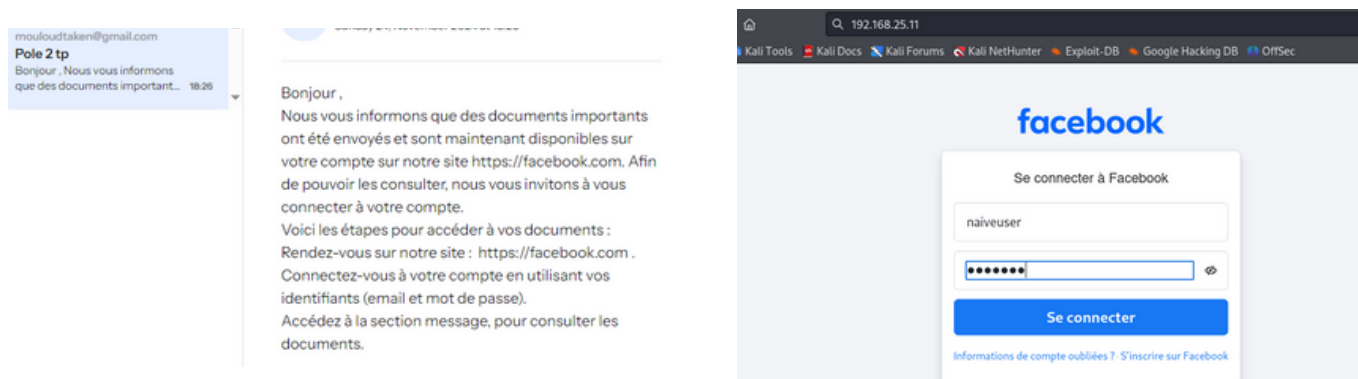 mouloudtaken@gmail.com
Pole 2 tp
Bonjour , Nous vous informons
que des documents important... 18:26
Bonjour ,
Nous vous informons que des documents importants
ont été envoyés et sont maintenant disponibles sur
votre compte sur notre site https://facebook.com. Afin
de pouvoir les consulter, nous vous invitons à vous
connecter à votre compte.
Voici les étapes pour accéder à vos documents :
Rendez-vous sur notre site : https://facebook.com .
Connectez-vous à votre compte en utilisant vos
identifiants (email et mot de passe).
Accédez à la section message, pour consulter les
documents.
192.168.25.11
Kali Tools Kali Docs Kali Forums Kali NetHunter Exploit-DB Google Hacking DB OffSec
facebook
Se connecter à Facebook
naiveuser
•••••••
Se connecter
Informations de compte oubliées ? · S'inscrire sur Facebook